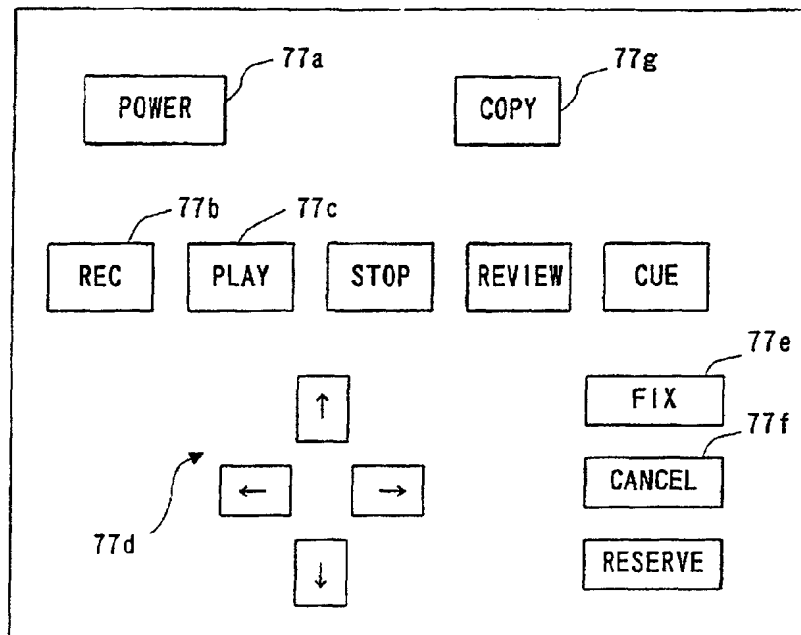 77a 77g
POWER COPY
77b 77c
REC PLAY STOP REVIEW CUE
77e
↑ FIX
77f
← → CANCEL
77d
↓ RESERVE